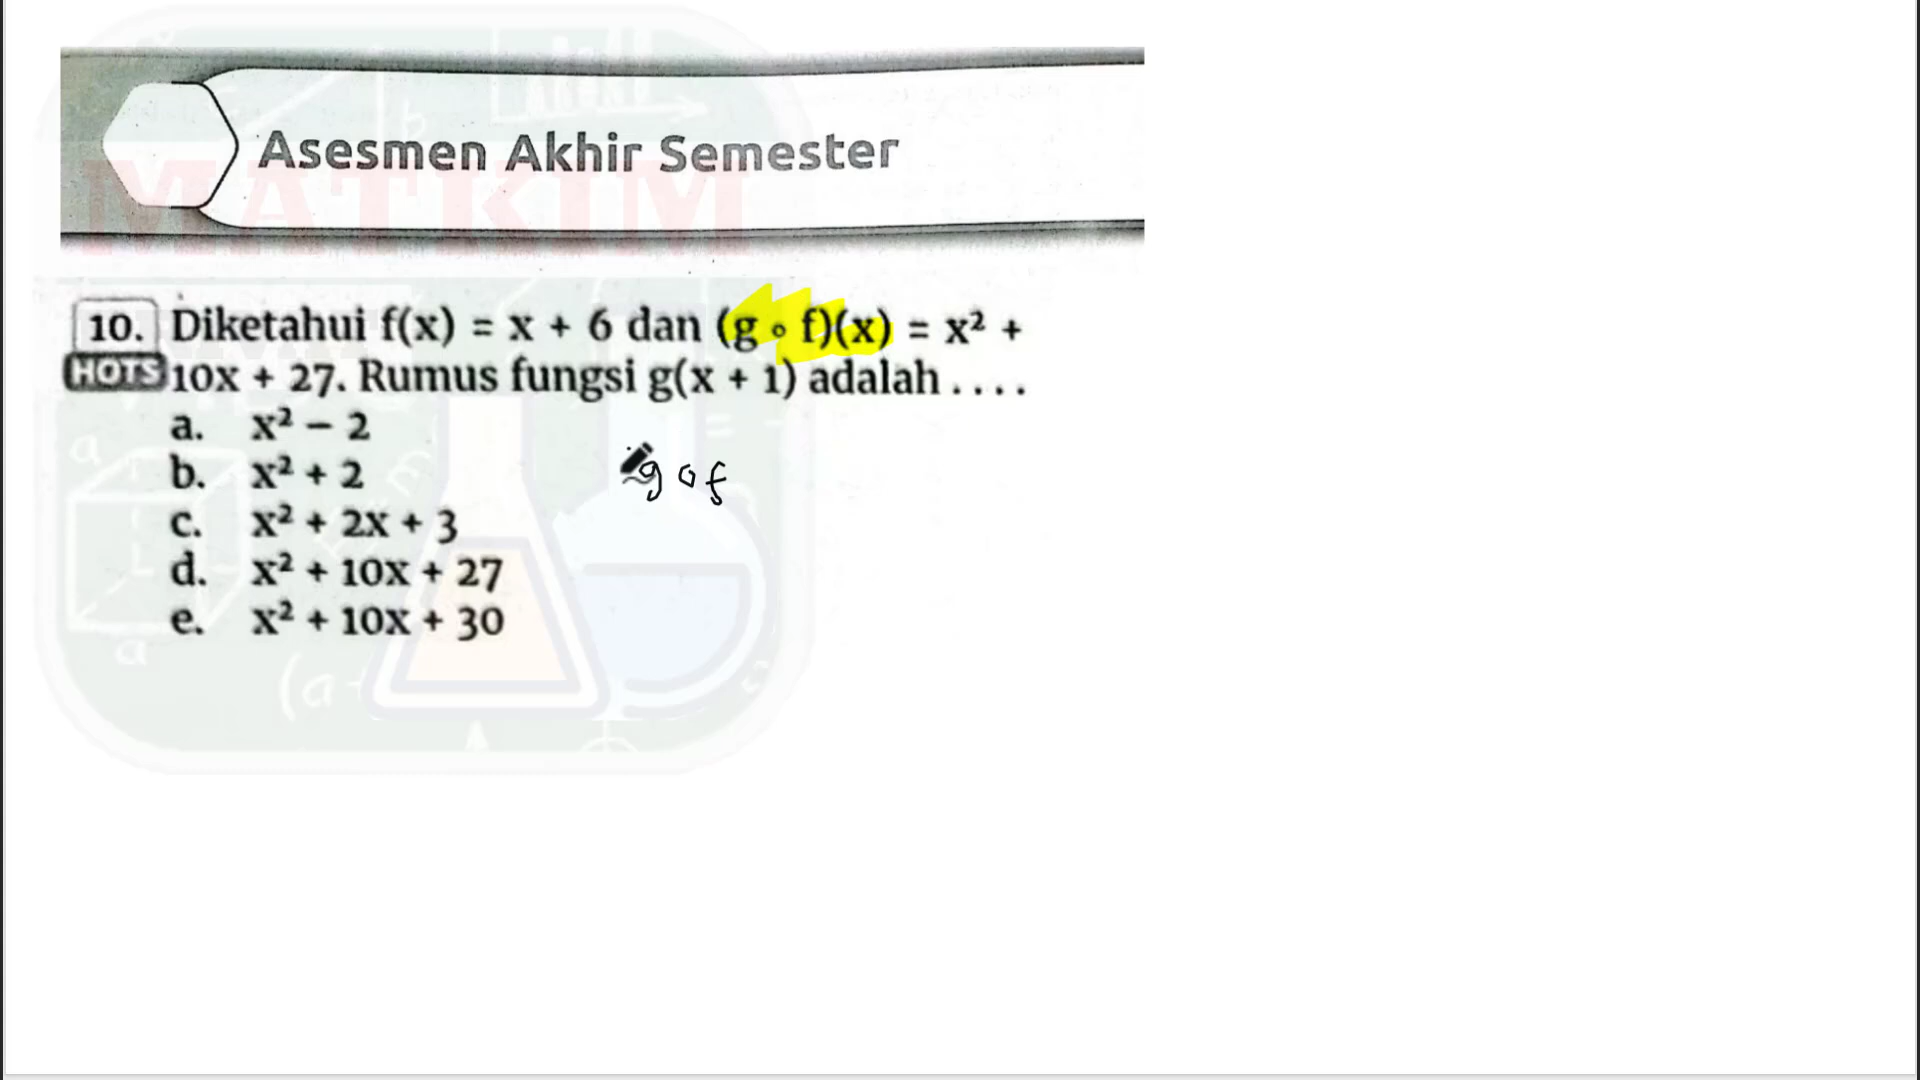 Asesmen Akhir Semester
MATKIM
10. Diketahui f(x) = x + 6 dan (g ∘ f)(x) = x² +
HOTS 10x + 27. Rumus fungsi g(x + 1) adalah . . . .
a. x² – 2
b. x² + 2
g o f
c. x² + 2x + 3
d. x² + 10x + 27
e. x² + 10x + 30
a
a
(a